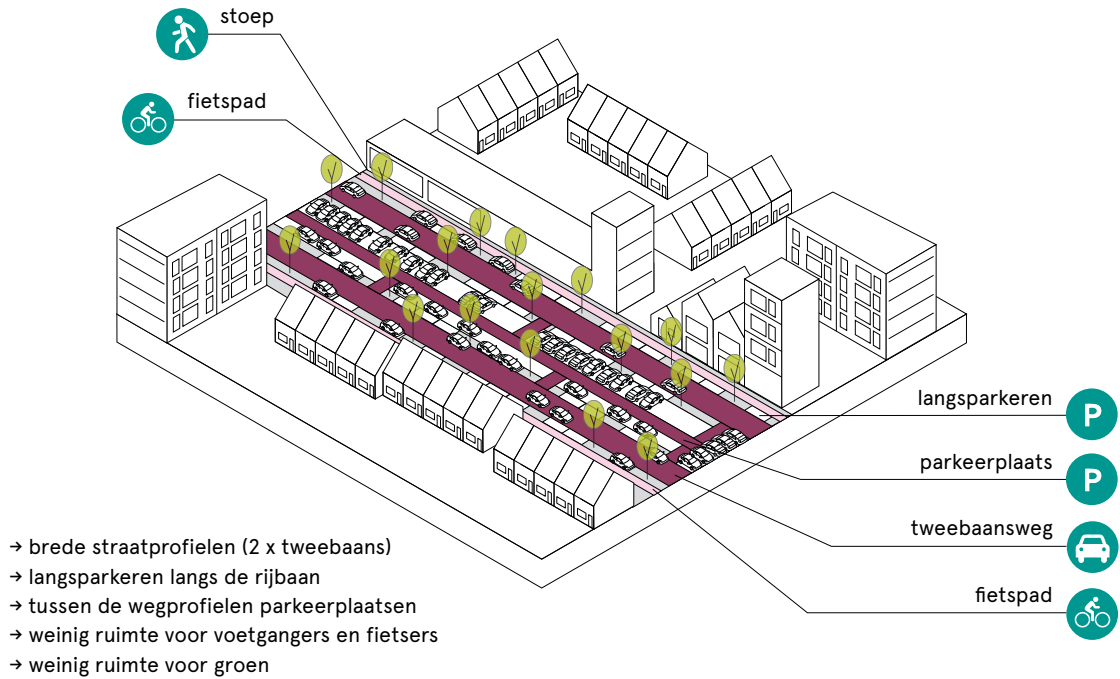 stoep
fietspad
langsparkeren
P
parkeerplaats
P
tweebaansweg
fietspad
→ brede straatprofielen (2 x tweebaans)
→ langsparkeren langs de rijbaan
→ tussen de wegprofielen parkeerplaatsen
→ weinig ruimte voor voetgangers en fietsers
→ weinig ruimte voor groen